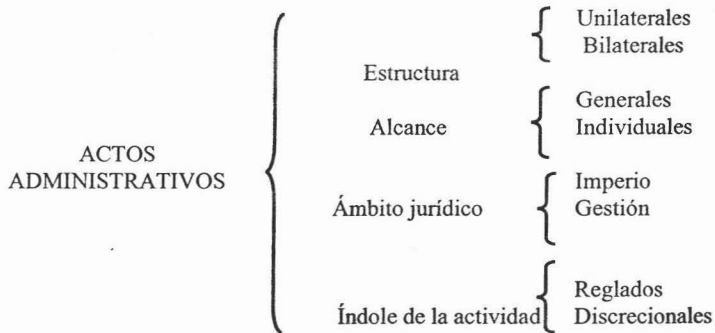 ACTOS
ADMINISTRATIVOS
Estructura
Unilaterales
Bilaterales
Alcance
Generales
Individuales
Ámbito jurídico
Imperio
Gestión
Índole de la actividad
Reglados
Discrecionales